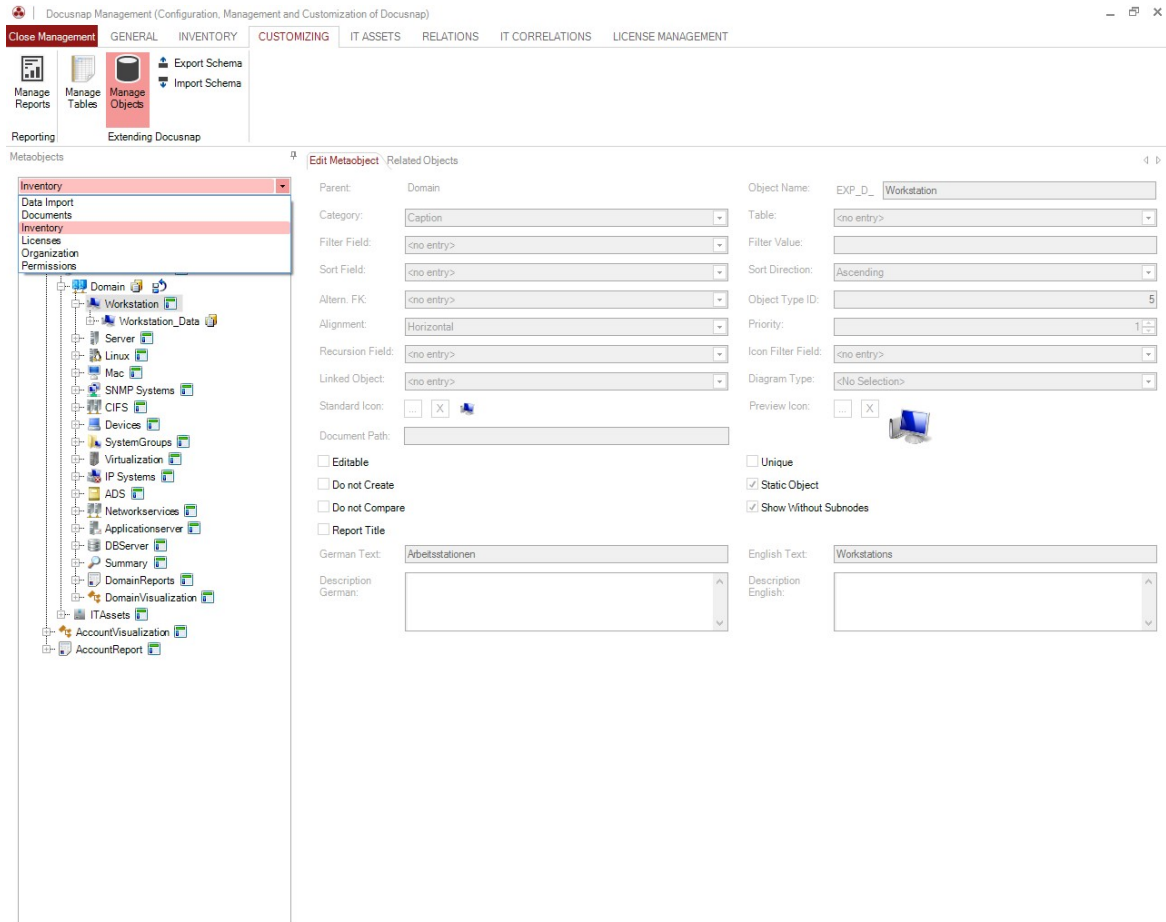 Docusnap Management (Configuration, Management and Customization of Docusnap)
Close Management GENERAL INVENTORY CUSTOMIZING IT ASSETS RELATIONS IT CORRELATIONS LICENSE MANAGEMENT
Manage Reports
Manage Tables
Manage Objects
Export Schema
Import Schema
Reporting
Extending Docusnap
Metaobjects
Inventory
Data Import
Documents
Inventory
Licenses
Organization
Permissions
Domain
Workstation
Workstation_Data
Server
Linux
Mac
SNMP Systems
CIFS
Devices
SystemGroups
Virtualization
IP Systems
ADS
Networkservices
Applicationserver
DBServer
Summary
DomainReports
DomainVisualization
ITAssets
AccountVisualization
AccountReport
Edit Metaobject Related Objects
Parent: Domain Object Name: EXP_D_ Workstation
Category: Caption Table: <no entry>
Filter Field: <no entry> Filter Value:
Sort Field: <no entry> Sort Direction: Ascending
Altern. FK: <no entry> Object Type ID: 5
Alignment: Horizontal Priority: 1
Recursion Field: <no entry> Icon Filter Field: <no entry>
Linked Object: <no entry> Diagram Type: <No Selection>
Standard Icon: ... X Preview Icon: ... X
Document Path:
Editable Unique
Do not Create Static Object
Do not Compare Show Without Subnodes
Report Title
German Text: Arbeitsstationen English Text: Workstations
Description German: Description English: